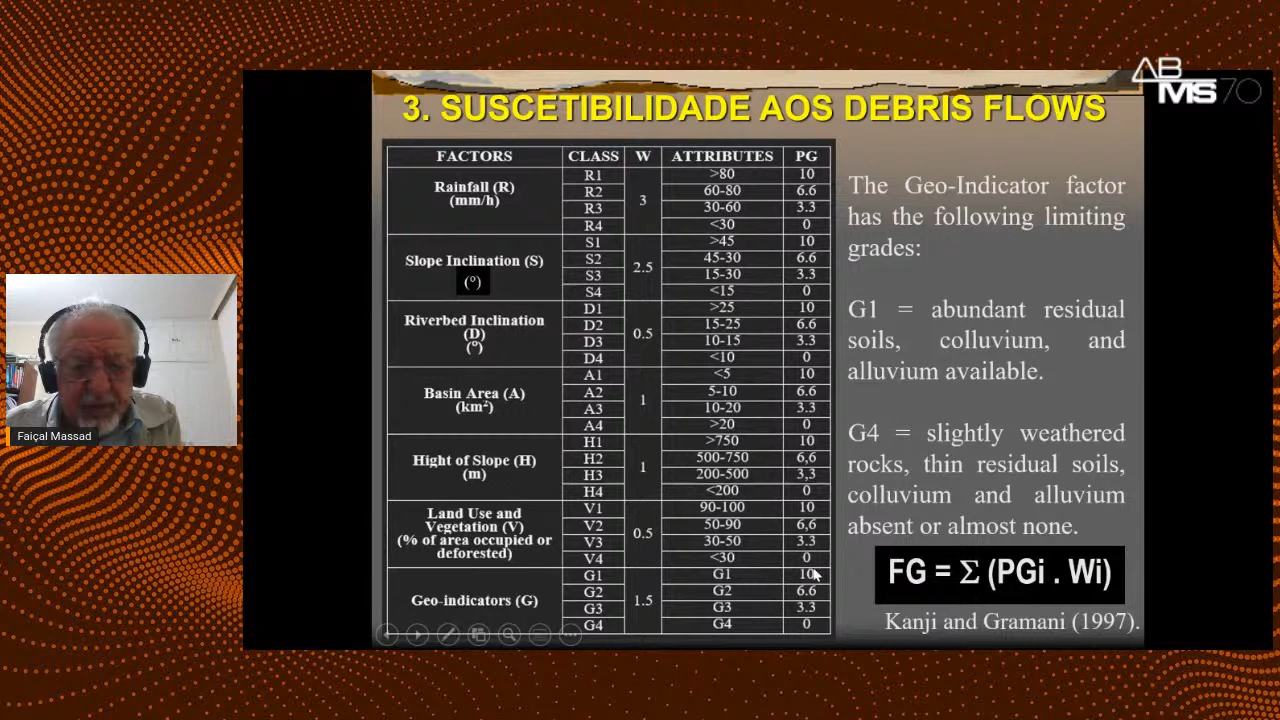 ABMS70
3. SUSCETIBILIDADE AOS DEBRIS FLOWS
FACTORS CLASS W ATTRIBUTES PG
Rainfall (R)
(mm/h)
3
R1 >80 10
R2 60-80 6.6
R3 30-60 3.3
R4 <30 0
Slope Inclination (S)
(°)
2.5
S1 >45 10
S2 45-30 6.6
S3 15-30 3.3
S4 <15 0
Riverbed Inclination
(D)
(°)
0.5
D1 >25 10
D2 15-25 6.6
D3 10-15 3.3
D4 <10 0
Basin Area (A)
(km²)
1
A1 <5 10
A2 5-10 6.6
A3 10-20 3.3
A4 >20 0
Hight of Slope (H)
(m)
1
H1 >750 10
H2 500-750 6,6
H3 200-500 3,3
H4 <200 0
Land Use and
Vegetation (V)
(% of area occupied or
deforested)
0.5
V1 90-100 10
V2 50-90 6,6
V3 30-50 3.3
V4 <30 0
Geo-indicators (G)
1.5
G1 G1 10
G2 G2 6.6
G3 G3 3.3
G4 G4 0
The Geo-Indicator factor
has the following limiting
grades:
G1 = abundant residual
soils, colluvium, and
alluvium available.
G4 = slightly weathered
rocks, thin residual soils,
colluvium and alluvium
absent or almost none.
FG = Σ (PGi . Wi)
Kanji and Gramani (1997).
Faiçal Massad